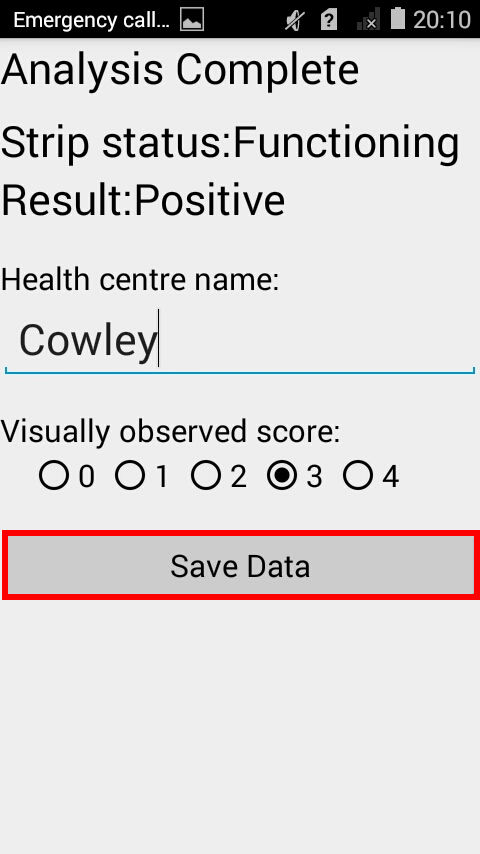 Emergency call... 20:10
Analysis Complete
Strip status:Functioning
Result:Positive
Health centre name:
Cowley
Visually observed score:
0 1 2 3 4
Save Data